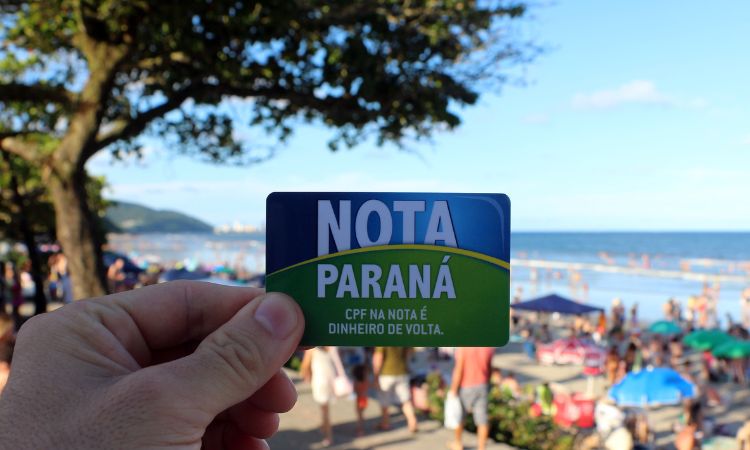 NOTA
PARANÁ
CPF NA NOTA É
DINHEIRO DE VOLTA.